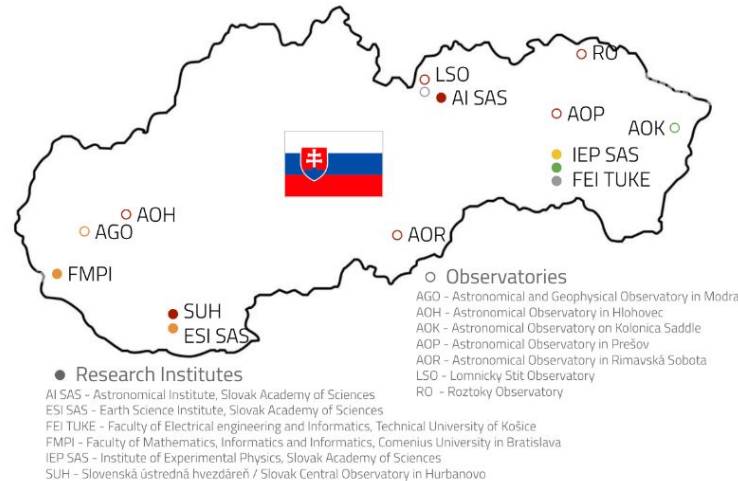 RO
LSO
AI SAS
AOP
AOK
IEP SAS
FEI TUKE
AOH
AGO
AOR
FMPI
SUH
ESI SAS
Observatories
AGO - Astronomical and Geophysical Observatory in Modra
AOH - Astronomical Observatory in Hlohovec
AOK - Astronomical Observatory on Kolonica Saddle
AOP - Astronomical Observatory in Prešov
AOR - Astronomical Observatory in Rimavská Sobota
LSO - Lomnicky Stit Observatory
RO - Roztoky Observatory
Research Institutes
AI SAS - Astronomical Institute, Slovak Academy of Sciences
ESI SAS - Earth Science Institute, Slovak Academy of Sciences
FEI TUKE - Faculty of Electrical engineering and Informatics, Technical University of Košice
FMPI - Faculty of Mathematics, Informatics and Informatics, Comenius University in Bratislava
IEP SAS - Institute of Experimental Physics, Slovak Academy of Sciences
SUH - Slovenská ústredná hvezdáreň / Slovak Central Observatory in Hurbanovo